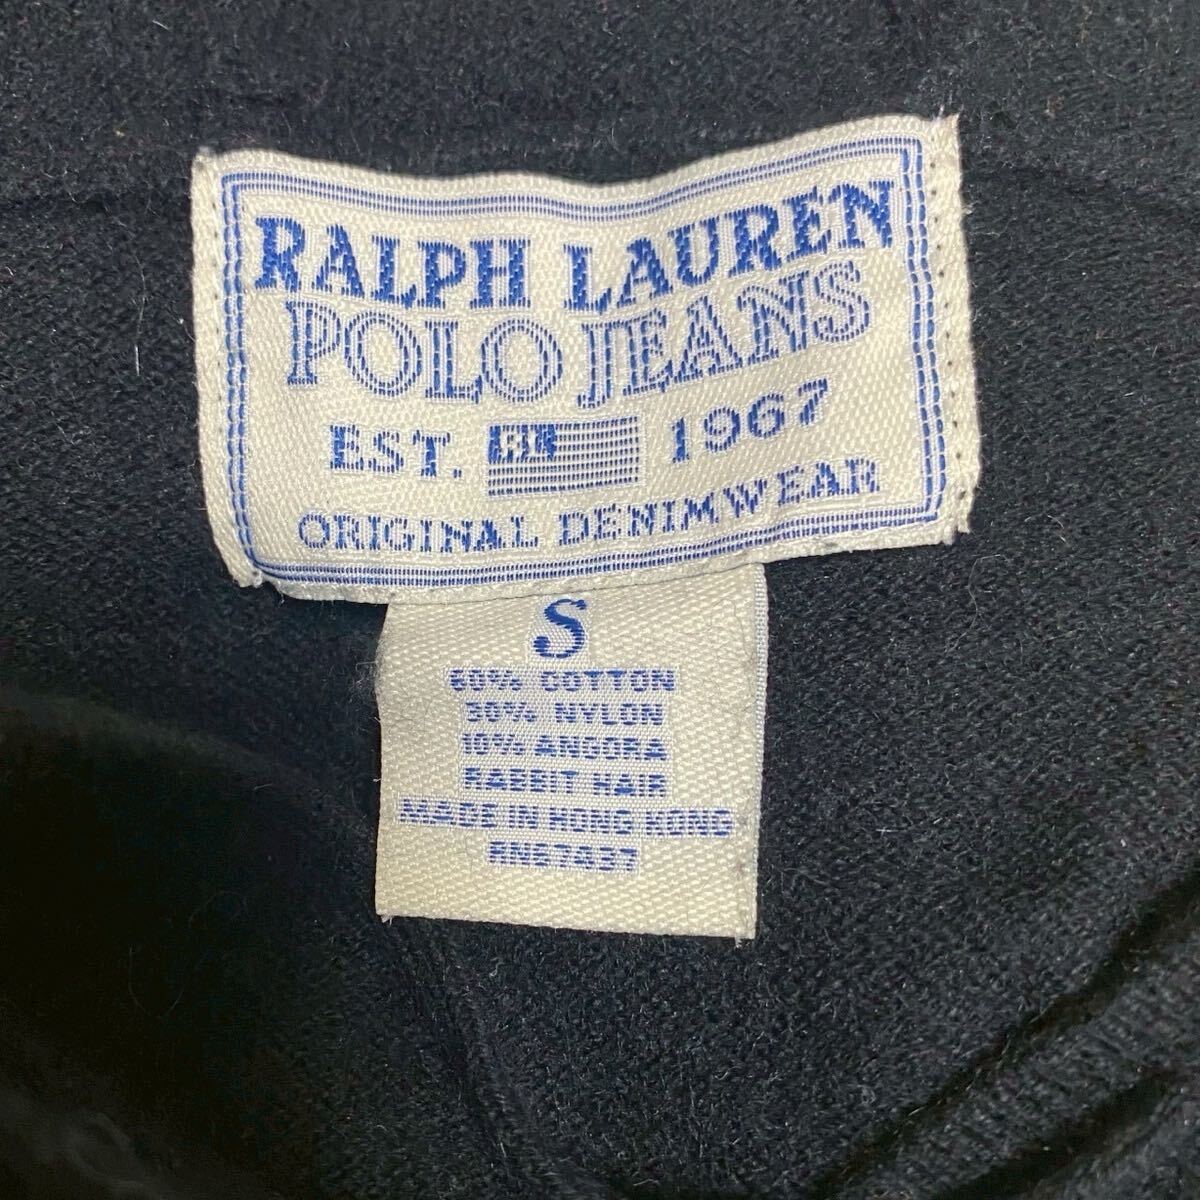 RALPH LAUREN
POLO JEANS
EST. 1967
ORIGINAL DENIMWEAR
S
60% COTTON
30% NYLON
10% ANGORA
RABBIT HAIR
MADE IN HONG KONG
RN87437